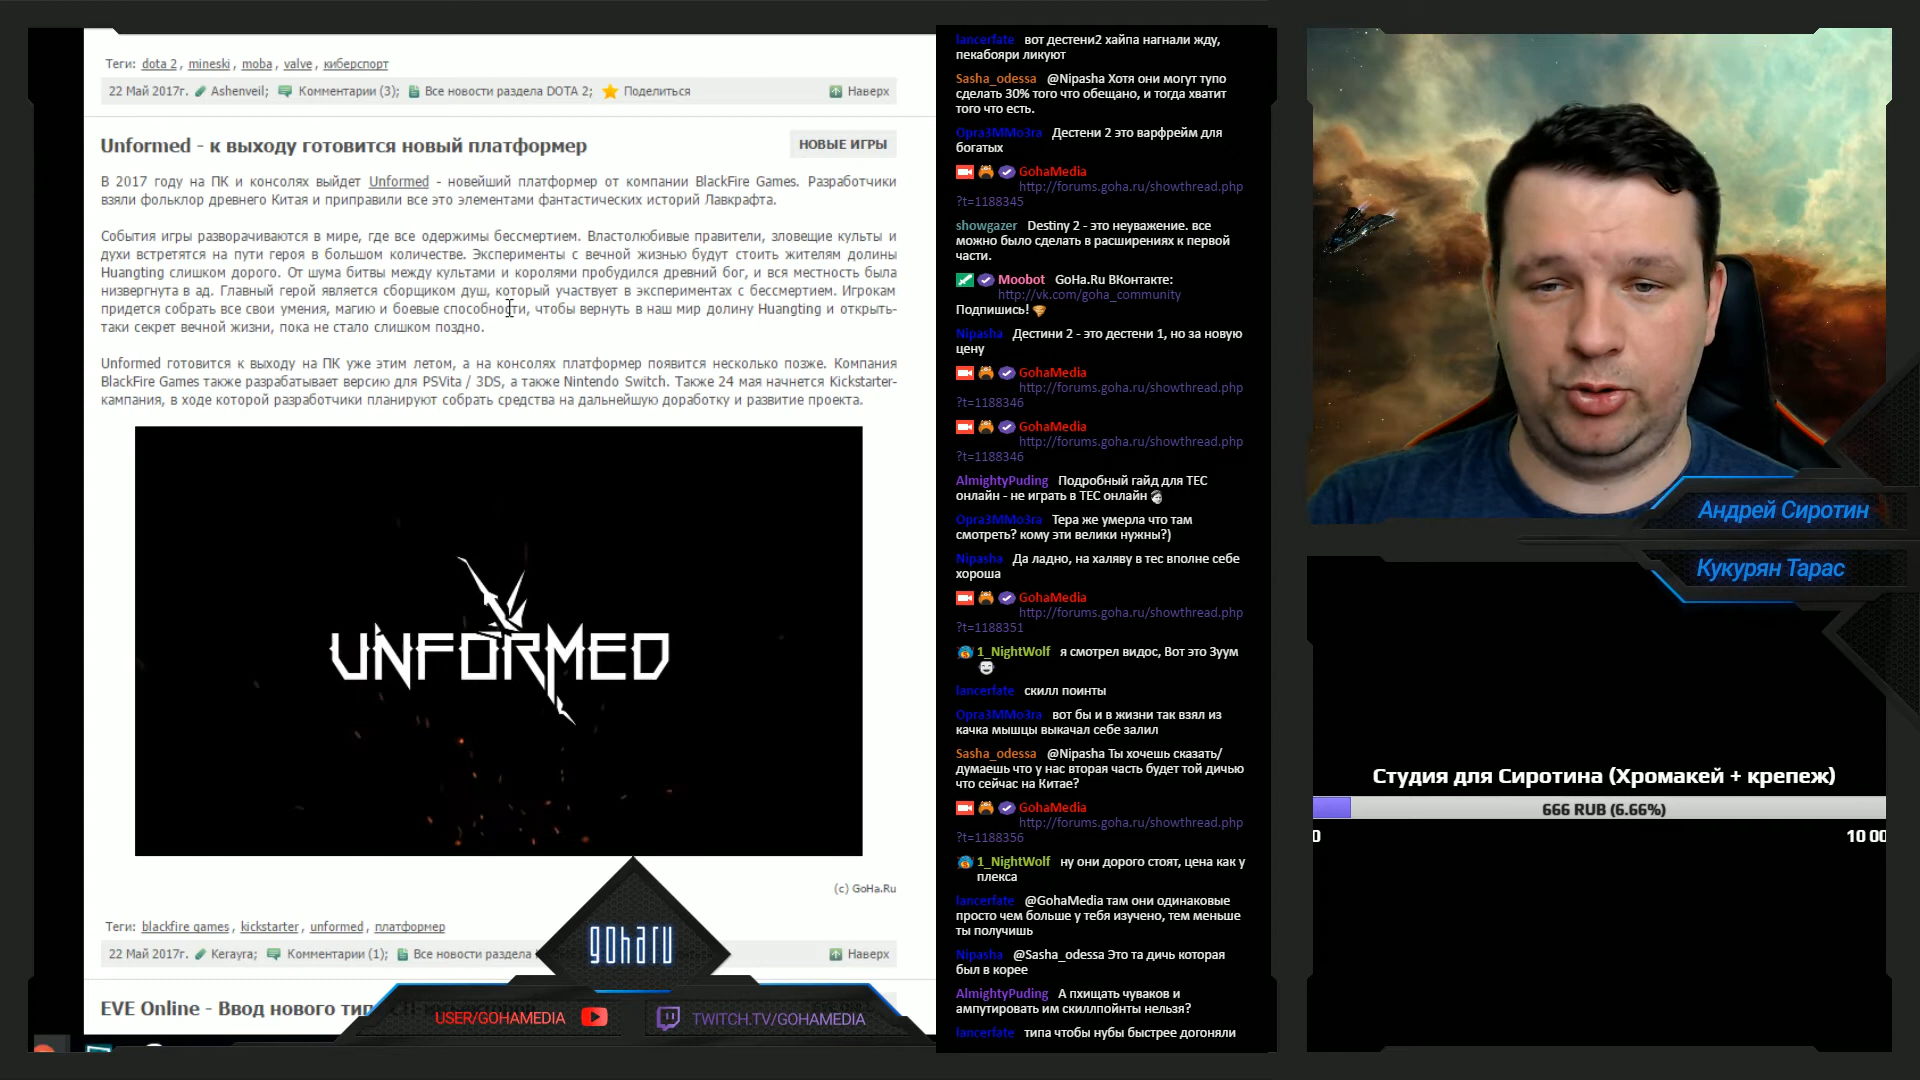 Теги: dota 2 , mineski , moba , valve , киберспорт
22 Май 2017г. Ashenveil; Комментарии (3); Все новости раздела DOTA 2; Поделиться Наверх
Unformed - к выходу готовится новый платформер
НОВЫЕ ИГРЫ
В 2017 году на ПК и консолях выйдет Unformed - новейший платформер от компании BlackFire Games. Разработчики
взяли фольклор древнего Китая и приправили все это элементами фантастических историй Лавкрафта.
События игры разворачиваются в мире, где все одержимы бессмертием. Властолюбивые правители, зловещие культы и
духи встретятся на пути героя в большом количестве. Эксперименты с вечной жизнью будут стоить жителям долины
Huangting слишком дорого. От шума битвы между культами и королями пробудился древний бог, и вся местность была
низвергнута в ад. Главный герой является сборщиком душ, который участвует в экспериментах с бессмертием. Игрокам
придется собрать все свои умения, магию и боевые способности, чтобы вернуть в наш мир долину Huangting и открыть-
таки секрет вечной жизни, пока не стало слишком поздно.
Unformed готовится к выходу на ПК уже этим летом, а на консолях платформер появится несколько позже. Компания
BlackFire Games также разрабатывает версию для PSVita / 3DS, а также Nintendo Switch. Также 24 мая начнется Kickstarter-
кампания, в ходе которой разработчики планируют собрать средства на дальнейшую доработку и развитие проекта.
UNFORMED
(c) GoHa.Ru
Теги: blackfire games , kickstarter , unformed , платформер
22 Май 2017г. Kerayra; Комментарии (1); Все новости раздела Наверх
EVE Online - Ввод нового тип
goharu
USER/GOHAMEDIA
TWITCH.TV/GOHAMEDIA
lancerfate вот дестени2 хайпа нагнали жду,
пекабояри ликуют
Sasha_odessa @Nipasha Хотя они могут тупо
сделать 30% того что обещано, и тогда хватит
того что есть.
Opra3MMo3ra Дестени 2 это варфрейм для
богатых
GohaMedia
http://forums.goha.ru/showthread.php
?t=1188345
showgazer Destiny 2 - это неуважение. все
можно было сделать в расширениях к первой
части.
Moobot GoHa.Ru ВКонтакте:
http://vk.com/goha_community
Подпишись!
Nipasha Дестини 2 - это дестени 1, но за новую
цену
GohaMedia
http://forums.goha.ru/showthread.php
?t=1188346
GohaMedia
http://forums.goha.ru/showthread.php
?t=1188346
AlmightyPuding Подробный гайд для ТЕС
онлайн - не играть в ТЕС онлайн
Opra3MMo3ra Тера же умерла что там
смотреть? кому эти велики нужны?)
Nipasha Да ладно, на халяву в тес вполне себе
хороша
GohaMedia
http://forums.goha.ru/showthread.php
?t=1188351
1_NightWolf я смотрел видос, Вот это Зуум
lancerfate скилл поинты
Opra3MMo3ra вот бы и в жизни так взял из
качка мышцы выкачал себе залил
Sasha_odessa @Nipasha Ты хочешь сказать/
думаешь что у нас вторая часть будет той дичью
что сейчас на Китае?
GohaMedia
http://forums.goha.ru/showthread.php
?t=1188356
1_NightWolf ну они дорого стоят, цена как у
плекса
lancerfate @GohaMedia там они одинаковые
просто чем больше у тебя изучено, тем меньше
ты получишь
Nipasha @Sasha_odessa Это та дичь которая
был в корее
AlmightyPuding А пхищать чуваков и
ампутировать им скиллпойнты нельзя?
lancerfate типа чтобы нубы быстрее догоняли
Андрей Сиротин
Кукурян Тарас
Студия для Сиротина (Хромакей + крепеж)
666 RUB (6.66%)
0 10 00